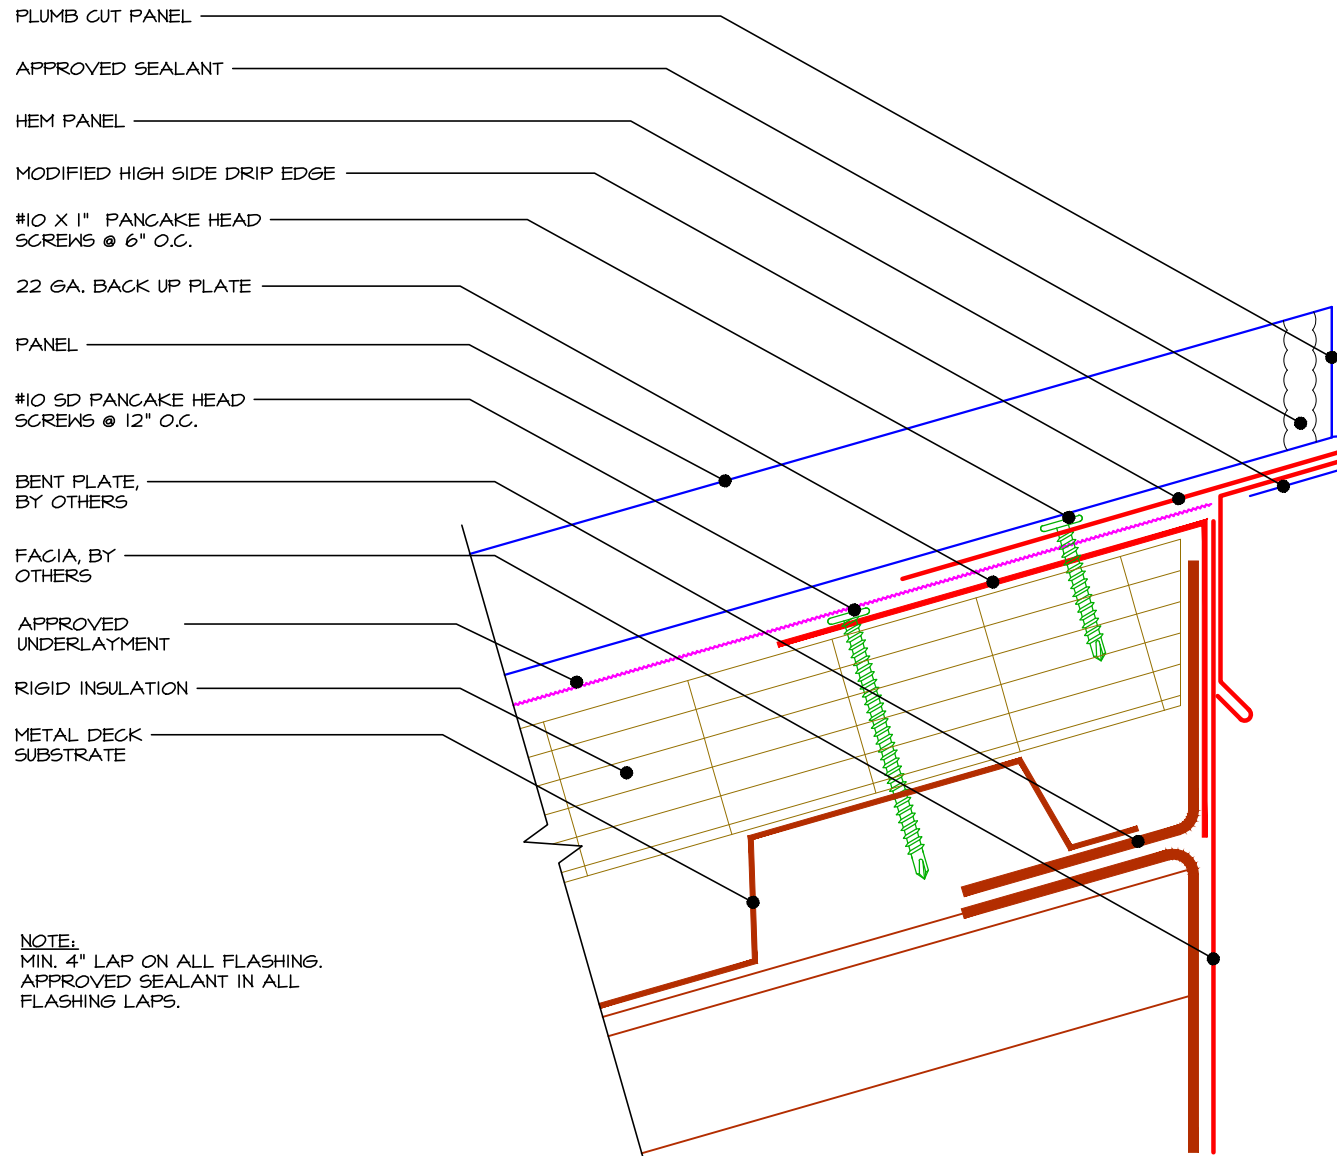 PLUMB CUT PANEL
APPROVED SEALANT
HEM PANEL
MODIFIED HIGH SIDE DRIP EDGE
#10 X 1" PANCAKE HEAD
SCREWS @ 6" O.C.
22 GA. BACK UP PLATE
PANEL
#10 SD PANCAKE HEAD
SCREWS @ 12" O.C.
BENT PLATE,
BY OTHERS
FACIA, BY
OTHERS
APPROVED
UNDERLAYMENT
RIGID INSULATION
METAL DECK
SUBSTRATE
NOTE:
MIN. 4" LAP ON ALL FLASHING.
APPROVED SEALANT IN ALL
FLASHING LAPS.